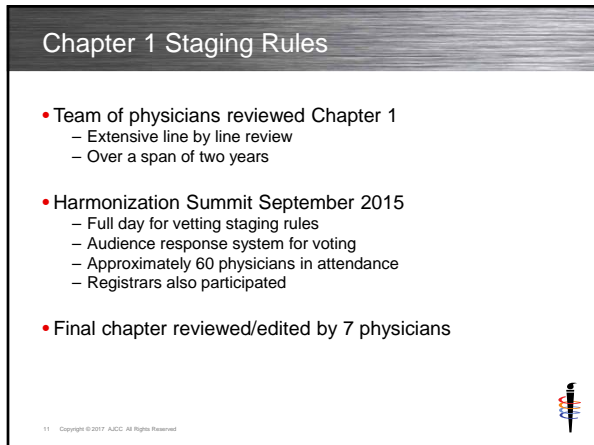 Chapter 1 Staging Rules
• Team of physicians reviewed Chapter 1
– Extensive line by line review
– Over a span of two years
• Harmonization Summit September 2015
– Full day for vetting staging rules
– Audience response system for voting
– Approximately 60 physicians in attendance
– Registrars also participated
• Final chapter reviewed/edited by 7 physicians
11 Copyright © 2017 AJCC All Rights Reserved